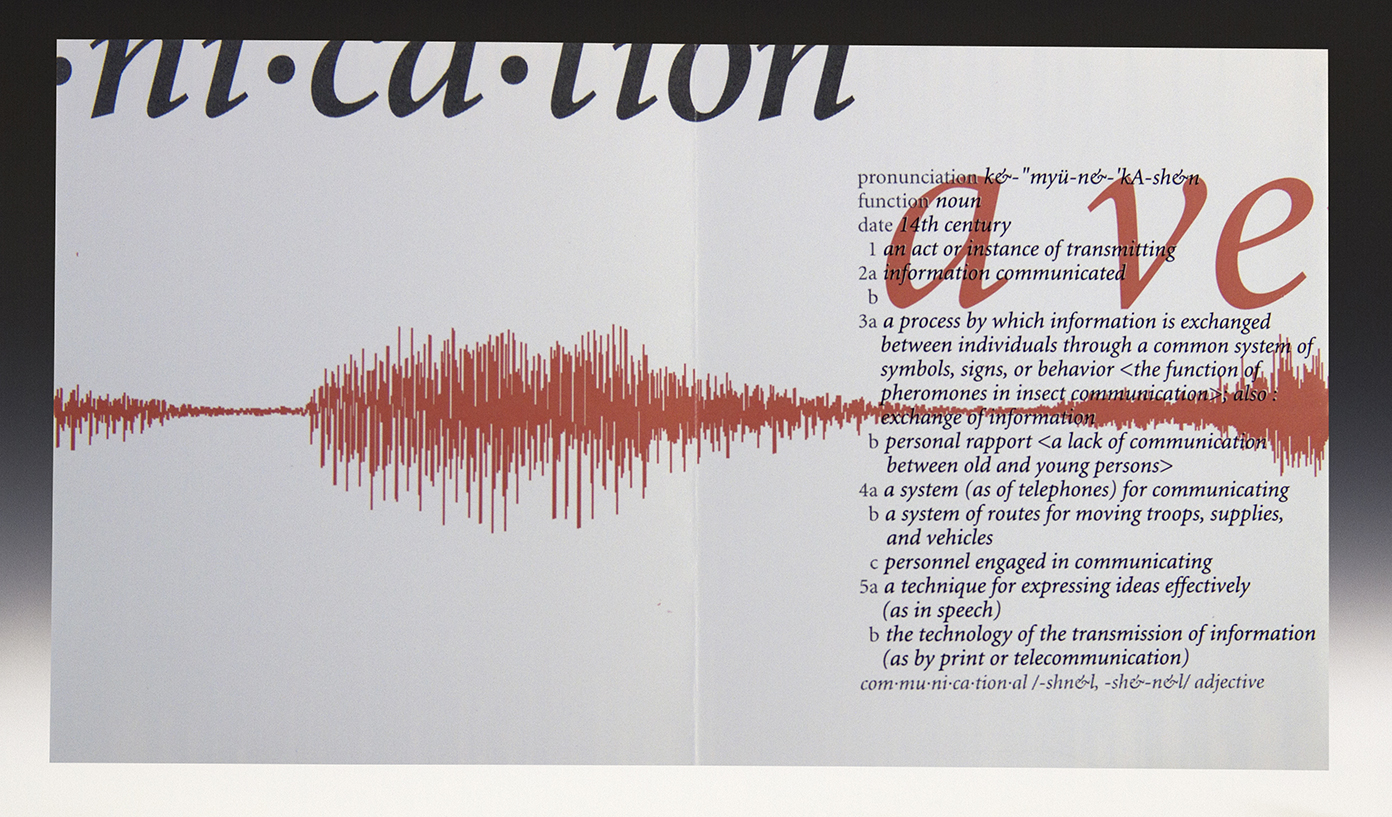 ·ni·ca·tion
a ve
pronunciation k&-"myü-n&-'kA-sh&n
function noun
date 14th century
1 an act or instance of transmitting
2a information communicated
b
3a a process by which information is exchanged
between individuals through a common system of
symbols, signs, or behavior <the function of
pheromones in insect communication>; also :
exchange of information
b personal rapport <a lack of communication
between old and young persons>
4a a system (as of telephones) for communicating
b a system of routes for moving troops, supplies,
and vehicles
c personnel engaged in communicating
5a a technique for expressing ideas effectively
(as in speech)
b the technology of the transmission of information
(as by print or telecommunication)
com·mu·ni·ca·tion·al /-shn&l, -sh&-n&l/ adjective